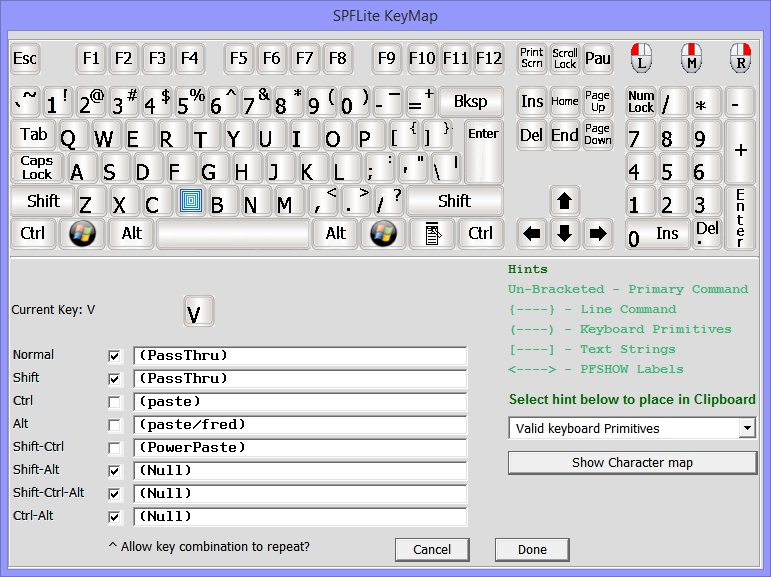 SPFLite KeyMap
Esc F1 F2 F3 F4 F5 F6 F7 F8 F9 F10 F11 F12 Print Scrn Scroll Lock Pau L M R
` ~ 1 ! 2 @ 3 # 4 $ 5 % 6 ^ 7 & 8 * 9 ( 0 ) - _ = + Bksp Ins Home Page Up Num Lock / * -
Tab Q W E R T Y U I O P [ { ] } Enter Del End Page Down 7 8 9 +
Caps Lock A S D F G H J K L ; : ' " \ | 4 5 6
Shift Z X C B N M , < . > / ? Shift 1 2 3 Enter
Ctrl Alt Alt Ctrl 0 Ins Del .
Current Key: V
V
Normal (PassThru)
Shift (PassThru)
Ctrl (paste)
Alt (paste/fred)
Shift-Ctrl (PowerPaste)
Shift-Alt (Null)
Shift-Ctrl-Alt (Null)
Ctrl-Alt (Null)
^ Allow key combination to repeat?
Cancel
Done
Hints
Un-Bracketed - Primary Command
{----} - Line Command
(----) - Keyboard Primitives
[----] - Text Strings
<----> - PFSHOW Labels
Select hint below to place in Clipboard
Valid keyboard Primitives
Show Character map